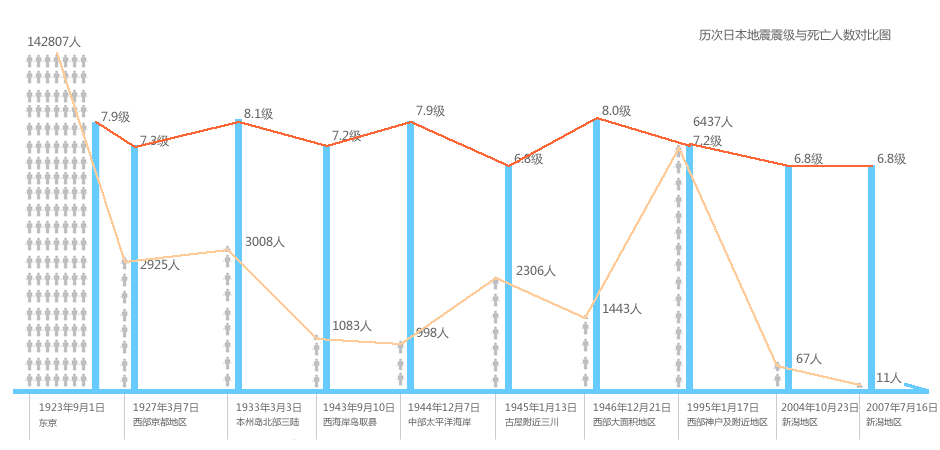 历次日本地震震级与死亡人数对比图
142807人
7.9级
7.3级
8.1级
7.2级
7.9级
6.8级
8.0级
6437人
7.2级
6.8级
6.8级
2925人
3008人
1083人
998人
2306人
1443人
67人
11人
1923年9月1日
东京
1927年3月7日
西部京都地区
1933年3月3日
本州岛北部三陆
1943年9月10日
西海岸鸟取县
1944年12月7日
中部太平洋海岸
1945年1月13日
古屋附近三川
1946年12月21日
西部大面积地区
1995年1月17日
西部神户及附近地区
2004年10月23日
新潟地区
2007年7月16日
新潟地区